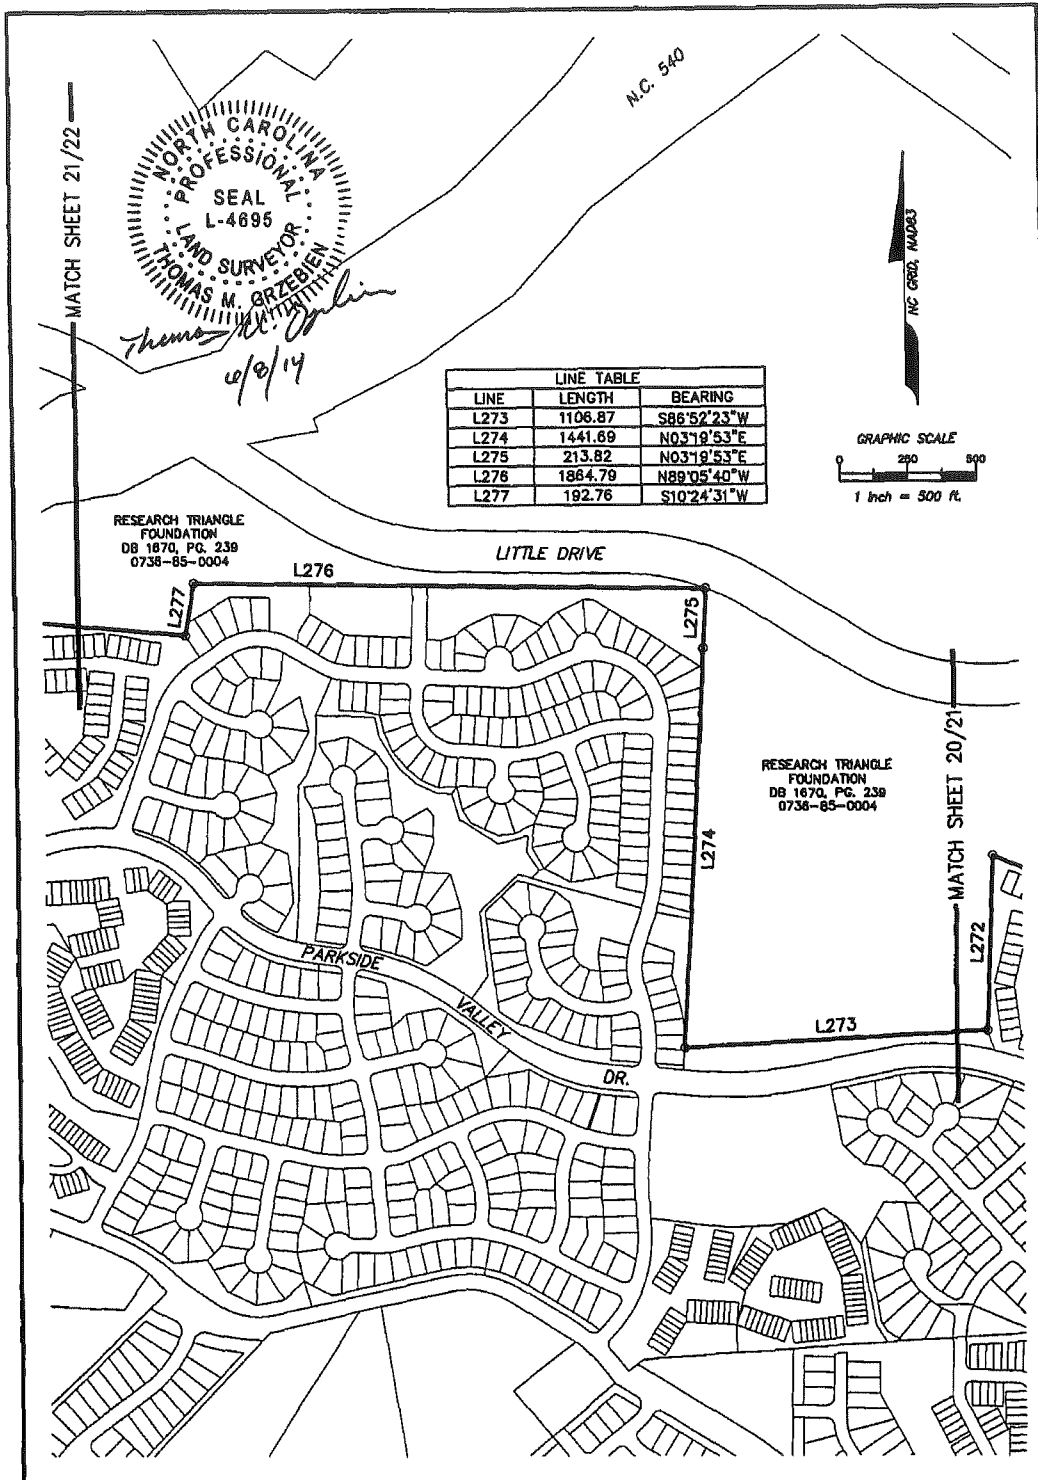 N.C. 540
MATCH SHEET 21/22
NORTH CAROLINA
PROFESSIONAL
SEAL
L-4695
LAND SURVEYOR
THOMAS M. GRZEBIEN
6/8/14
NC GRID, NAD83
LINE TABLE
LINE LENGTH BEARING
L273 1106.87 S86°52'23"W
L274 1441.69 N03°19'53"E
L275 213.82 N03°19'53"E
L276 1864.79 N89°05'40"W
L277 192.76 S10°24'31"W
GRAPHIC SCALE
0 250 500
1 inch = 500 ft.
RESEARCH TRIANGLE
FOUNDATION
DB 1670, PG. 239
0736-85-0004
LITTLE DRIVE
L276
L277
L275
RESEARCH TRIANGLE
FOUNDATION
DB 1670, PG. 239
0736-85-0004
MATCH SHEET 20/21
L274
L272
PARKSIDE
VALLEY
DR.
L273